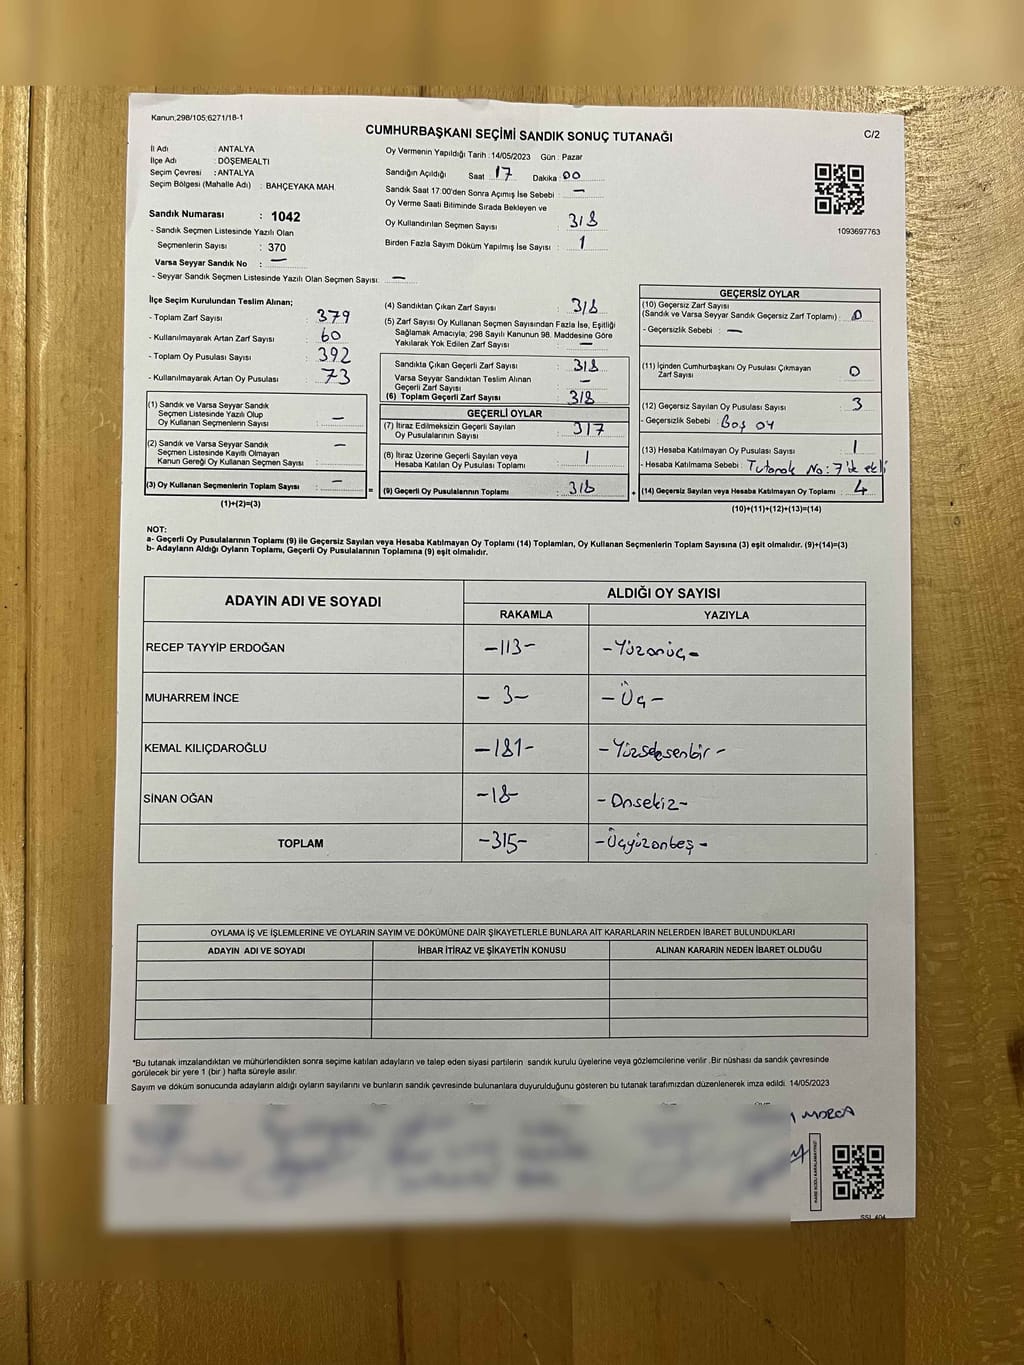 Kanun;298/105;6271/18-1
CUMHURBAŞKANI SEÇİMİ SANDIK SONUÇ TUTANAĞI
C/2
İl Adı : ANTALYA
İlçe Adı : DÖŞEMEALTI
Seçim Çevresi : ANTALYA
Seçim Bölgesi (Mahalle Adı) : BAHÇEYAKA MAH.
Sandık Numarası : 1042
- Sandık Seçmen Listesinde Yazılı Olan
Seçmenlerin Sayısı : 370
Varsa Seyyar Sandık No : —
- Seyyar Sandık Seçmen Listesinde Yazılı Olan Seçmen Sayısı : —
Oy Vermenin Yapıldığı Tarih : 14/05/2023 Gün : Pazar
Sandığın Açıldığı Saat : 17 Dakika : 00
Sandık Saat 17.00'den Sonra Açımış İse Sebebi : —
Oy Verme Saati Bitiminde Sırada Bekleyen ve
Oy Kullandırılan Seçmen Sayısı : 318
Birden Fazla Sayım Döküm Yapılmış İse Sayısı : 1
1093697763
İlçe Seçim Kurulundan Teslim Alınan;
- Toplam Zarf Sayısı : 379
- Kullanılmayarak Artan Zarf Sayısı : 60
- Toplam Oy Pusulası Sayısı : 392
- Kullanılmayarak Artan Oy Pusulası : 73
(1) Sandık ve Varsa Seyyar Sandık
Seçmen Listesinde Yazılı Olup
Oy Kullanan Seçmenlerin Sayısı : —
(2) Sandık ve Varsa Seyyar Sandık
Seçmen Listesinde Kayıtlı Olmayan
Kanun Gereği Oy Kullanan Seçmen Sayısı : —
(3) Oy Kullanan Seçmenlerin Toplam Sayısı : —
(1)+(2)=(3)
(4) Sandıktan Çıkan Zarf Sayısı : 318
(5) Zarf Sayısı Oy Kullanan Seçmen Sayısından Fazla İse, Eşitliği
Sağlamak Amacıyla; 298 Sayılı Kanunun 98. Maddesine Göre
Yakılarak Yok Edilen Zarf Sayısı : —
Sandıkta Çıkan Geçerli Zarf Sayısı : 318
Varsa Seyyar Sandıktan Teslim Alınan
Geçerli Zarf Sayısı : —
(6) Toplam Geçerli Zarf Sayısı : 318
GEÇERLİ OYLAR
(7) İtiraz Edilmeksizin Geçerli Sayılan
Oy Pusulalarının Sayısı : 317
(8) İtiraz Üzerine Geçerli Sayılan veya
Hesaba Katılan Oy Pusulası Toplamı : 1
= (9) Geçerli Oy Pusulalarının Toplamı : 318
GEÇERSİZ OYLAR
(10) Geçersiz Zarf Sayısı
(Sandık ve Varsa Seyyar Sandık Geçersiz Zarf Toplamı) : 0
- Geçersizlik Sebebi : —
(11) İçinden Cumhurbaşkanı Oy Pusulası Çıkmayan
Zarf Sayısı : 0
(12) Geçersiz Sayılan Oy Pusulası Sayısı : 3
- Geçersizlik Sebebi : Boş oy
(13) Hesaba Katılmayan Oy Pusulası Sayısı : 1
- Hesaba Katılmama Sebebi : Tutanak No: 7'de ekli
+ (14) Geçersiz Sayılan veya Hesaba Katılmayan Oy Toplamı : 4
(10)+(11)+(12)+(13)=(14)
NOT:
a- Geçerli Oy Pusulalarının Toplamı (9) ile Geçersiz Sayılan veya Hesaba Katılmayan Oy Toplamı (14) Toplamları, Oy Kullanan Seçmenlerin Toplam Sayısına (3) eşit olmalıdır. (9)+(14)=(3)
b- Adayların Aldığı Oyların Toplamı, Geçerli Oy Pusulalarının Toplamına (9) eşit olmalıdır.
ADAYIN ADI VE SOYADI ALDIĞI OY SAYISI
RAKAMLA YAZIYLA
RECEP TAYYİP ERDOĞAN -113- -Yüzonüç-
MUHARREM İNCE -3- -Üç-
KEMAL KILIÇDAROĞLU -181- -Yüzseksenbir-
SİNAN OĞAN -18- -Onsekiz-
TOPLAM -315- -Üçyüzonbeş-
OYLAMA İŞ VE İŞLEMLERİNE VE OYLARIN SAYIM VE DÖKÜMÜNE DAİR ŞİKAYETLERLE BUNLARA AİT KARARLARIN NELERDEN İBARET BULUNDUKLARI
ADAYIN ADI VE SOYADI İHBAR İTİRAZ VE ŞİKAYETİN KONUSU ALINAN KARARIN NEDEN İBARET OLDUĞU
*Bu tutanak imzalandıktan ve mühürlendikten sonra seçime katılan adayların ve talep eden siyasi partilerin sandık kurulu üyelerine veya gözlemcilerine verilir .Bir nüshası da sandık çevresinde
görülecek bir yere 1 (bir ) hafta süreyle asılır.
Sayım ve döküm sonucunda adayların aldığı oyların sayılarını ve bunların sandık çevresinde bulunanlara duyurulduğunu gösteren bu tutanak tarafımızdan düzenlenerek imza edildi. 14/05/2023